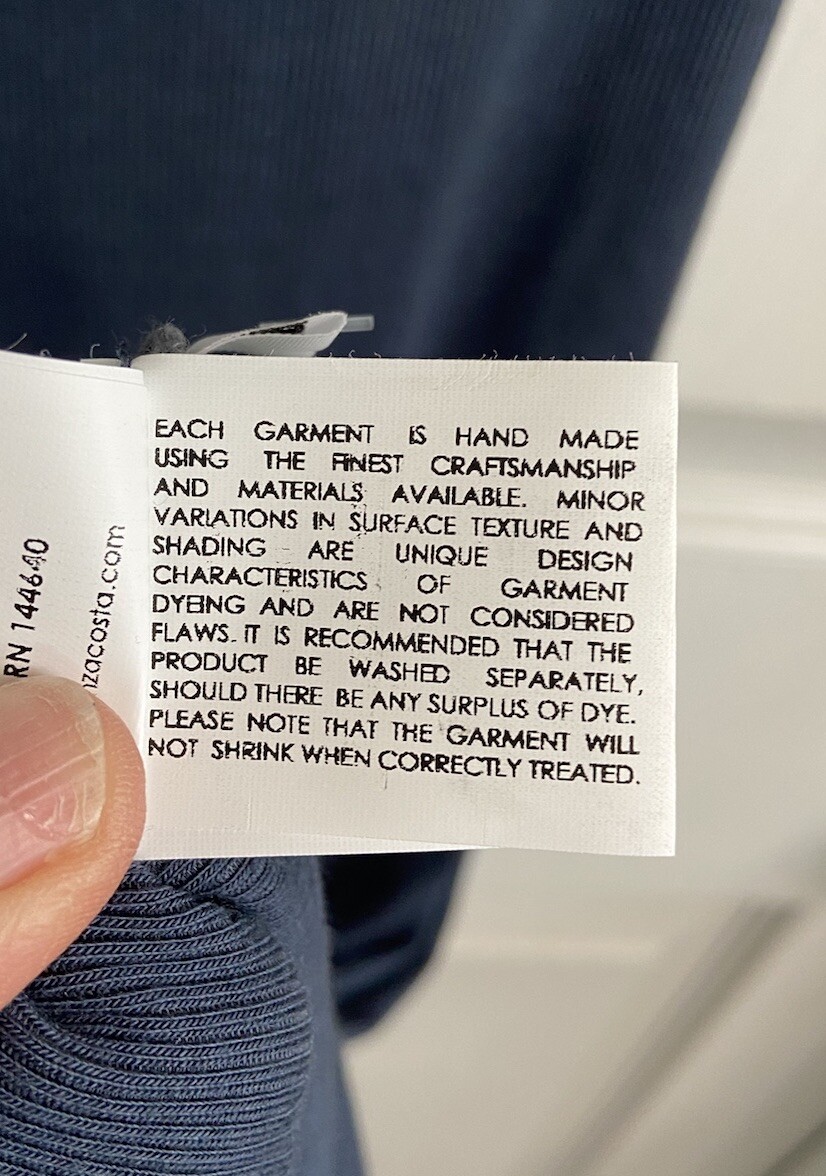 EACH GARMENT IS HAND MADE
USING THE FINEST CRAFTSMANSHIP
AND MATERIALS AVAILABLE. MINOR
VARIATIONS IN SURFACE TEXTURE AND
SHADING ARE UNIQUE DESIGN
CHARACTERISTICS OF GARMENT
DYEING AND ARE NOT CONSIDERED
FLAWS. IT IS RECOMMENDED THAT THE
PRODUCT BE WASHED SEPARATELY,
SHOULD THERE BE ANY SURPLUS OF DYE.
PLEASE NOTE THAT THE GARMENT WILL
NOT SHRINK WHEN CORRECTLY TREATED.
RN 144640
zacosta.com